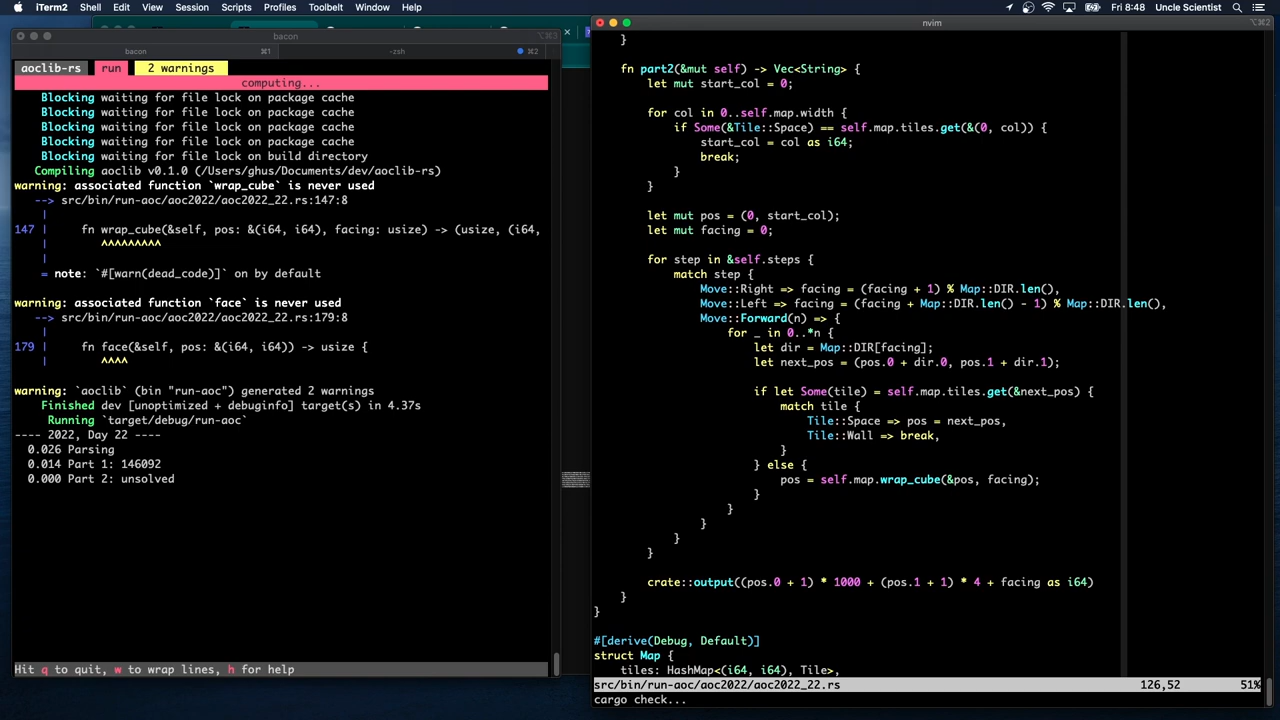 iTerm2 Shell Edit View Session Scripts Profiles Toolbelt Window Help Fri 8:48 Uncle Scientist
bacon ⌥⌘3
bacon ⌘1 -zsh ⌘2
aoclib-rs run 2 warnings
computing...
Blocking waiting for file lock on package cache
Blocking waiting for file lock on package cache
Blocking waiting for file lock on package cache
Blocking waiting for file lock on package cache
Blocking waiting for file lock on build directory
Compiling aoclib v0.1.0 (/Users/ghus/Documents/dev/aoclib-rs)
warning: associated function `wrap_cube` is never used
--> src/bin/run-aoc/aoc2022/aoc2022_22.rs:147:8
|
147 | fn wrap_cube(&self, pos: &(i64, i64), facing: usize) -> (usize, (i64,
| ^^^^^^^^^
|
= note: `#[warn(dead_code)]` on by default
warning: associated function `face` is never used
--> src/bin/run-aoc/aoc2022/aoc2022_22.rs:179:8
|
179 | fn face(&self, pos: &(i64, i64)) -> usize {
| ^^^^
warning: `aoclib` (bin "run-aoc") generated 2 warnings
Finished dev [unoptimized + debuginfo] target(s) in 4.37s
Running `target/debug/run-aoc`
---- 2022, Day 22 ----
0.026 Parsing
0.014 Part 1: 146092
0.000 Part 2: unsolved
Hit q to quit, w to wrap lines, h for help
nvim ⌥⌘2
}
fn part2(&mut self) -> Vec<String> {
let mut start_col = 0;
for col in 0..self.map.width {
if Some(&Tile::Space) == self.map.tiles.get(&(0, col)) {
start_col = col as i64;
break;
}
}
let mut pos = (0, start_col);
let mut facing = 0;
for step in &self.steps {
match step {
Move::Right => facing = (facing + 1) % Map::DIR.len(),
Move::Left => facing = (facing + Map::DIR.len() - 1) % Map::DIR.len(),
Move::Forward(n) => {
for _ in 0..*n {
let dir = Map::DIR[facing];
let next_pos = (pos.0 + dir.0, pos.1 + dir.1);
if let Some(tile) = self.map.tiles.get(&next_pos) {
match tile {
Tile::Space => pos = next_pos,
Tile::Wall => break,
}
} else {
pos = self.map.wrap_cube(&pos, facing);
}
}
}
}
}
crate::output((pos.0 + 1) * 1000 + (pos.1 + 1) * 4 + facing as i64)
}
}
#[derive(Debug, Default)]
struct Map {
tiles: HashMap<(i64, i64), Tile>,
src/bin/run-aoc/aoc2022/aoc2022_22.rs 126,52 51%
cargo check...